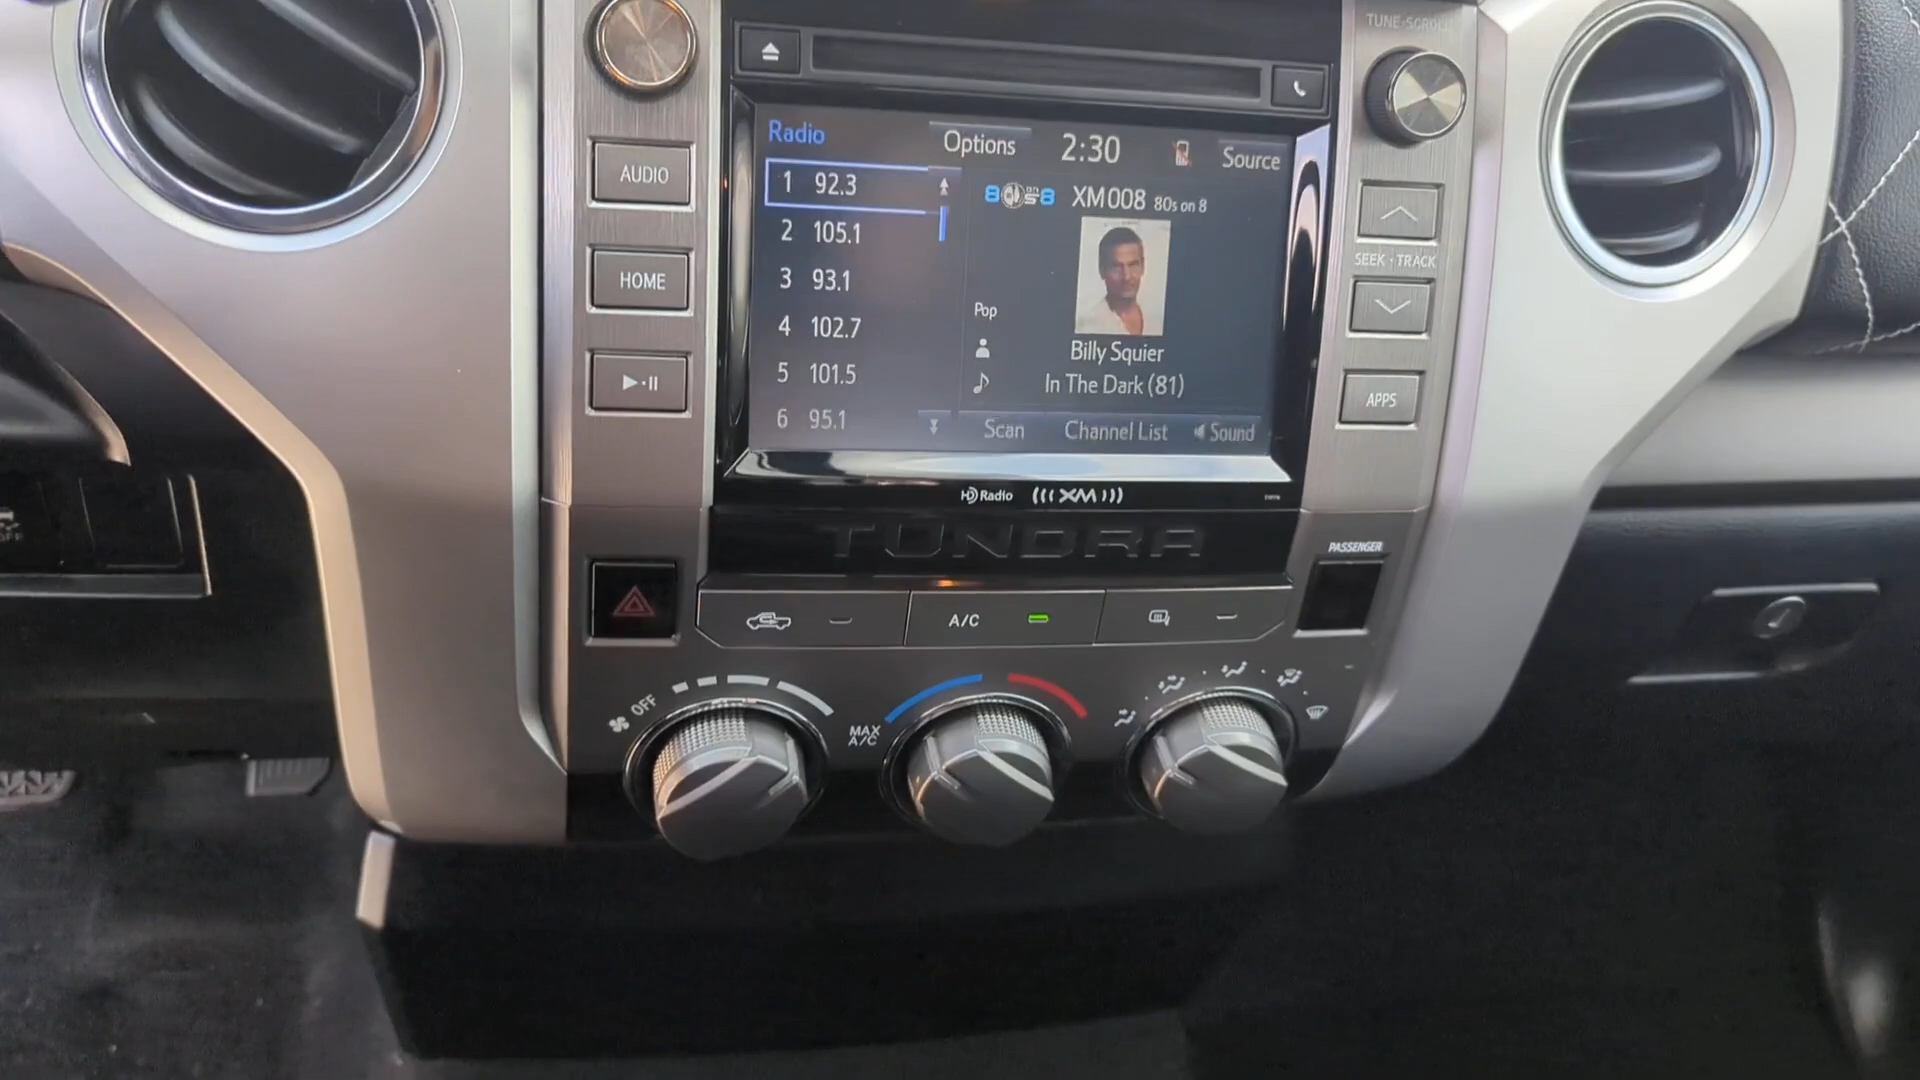 TUNE·SCROLL
Radio
Options
2:30
Source
1 92.3
2 105.1
3 93.1
4 102.7
5 101.5
6 95.1
8 on 8
XM008 80s on 8
Pop
Billy Squier
In The Dark (81)
Scan
Channel List
Sound
AUDIO
HOME
SEEK · TRACK
APPS
HD Radio
(((XM)))
TUNDRA
PASSENGER
A/C
OFF
MAX
A/C
OFF